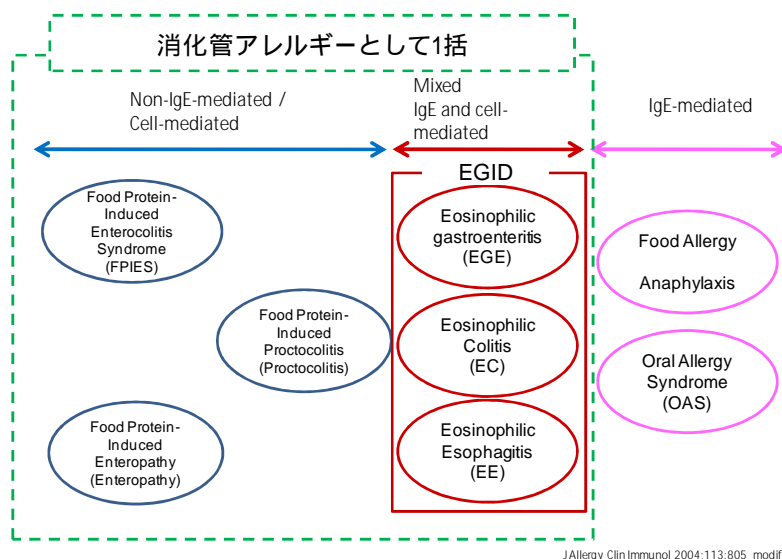 消化管アレルギーとして1括
Non-IgE-mediated /
Cell-mediated
Mixed
IgE and cell-
mediated
IgE-mediated
EGID
Food Protein-
Induced
Enterocolitis
Syndrome
(FPIES)
Food Protein-
Induced
Proctocolitis
(Proctocolitis)
Food Protein-
Induced
Enteropathy
(Enteropathy)
Eosinophilic
gastroenteritis
(EGE)
Eosinophilic
Colitis
(EC)
Eosinophilic
Esophagitis
(EE)
Food Allergy
Anaphylaxis
Oral Allergy
Syndrome
(OAS)
J Allergy Clin Immunol 2004;113:805 modif